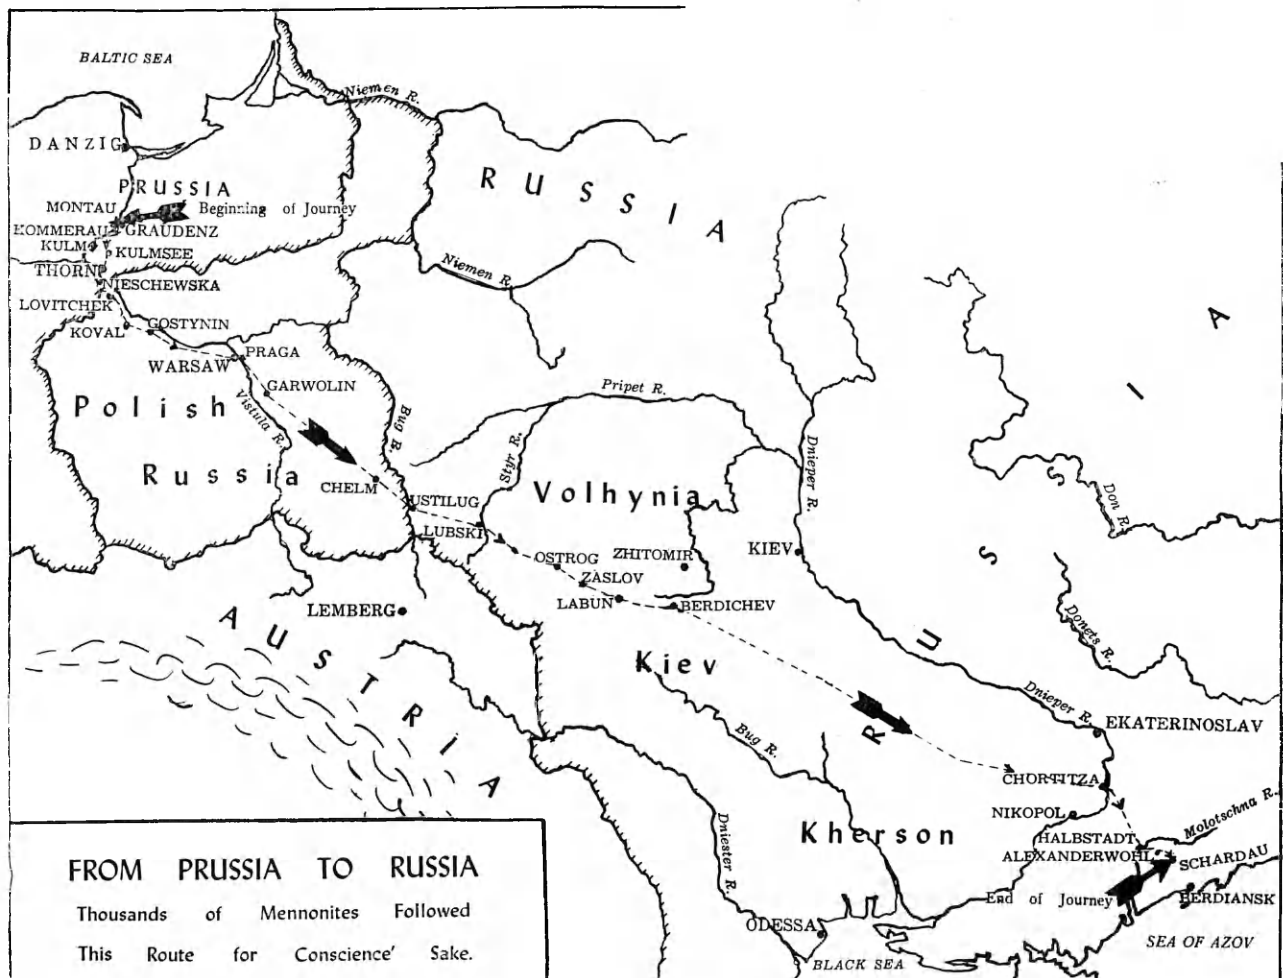 BALTIC SEA
Niemen R.
DANZIG
RUSSIA
PRUSSIA
MONTAU
Beginning of Journey
KOMMERAU
GRAUDENZ
KULM
KULMSEE
Niemen R.
THORN
NIESCHEWSKA
LOVITCHEK
KOVAL
GOSTYNIN
WARSAW
PRAGA
GARWOLIN
Pripet R.
Polish
Russia
Vistula R.
Bug R.
Styr R.
Dnieper R.
CHELM
USTILUG
LUBSKI
Volhynia
Don R.
RUSSIA
OSTROG
ZHITOMIR
KIEV
ZASLOV
LABUN
BERDICHEV
LEMBERG
AUSTRIA
Donets R.
Kiev
Dnieper R.
EKATERINOSLAV
Bug R.
CHORTITZA
NIKOPOL
Molotschna R.
Kherson
HALBSTADT
ALEXANDERWOHL
SCHARDAU
Dniester R.
End of Journey
BERDIANSK
ODESSA
SEA OF AZOV
BLACK SEA
FROM PRUSSIA TO RUSSIA
Thousands of Mennonites Followed
This Route for Conscience' Sake.